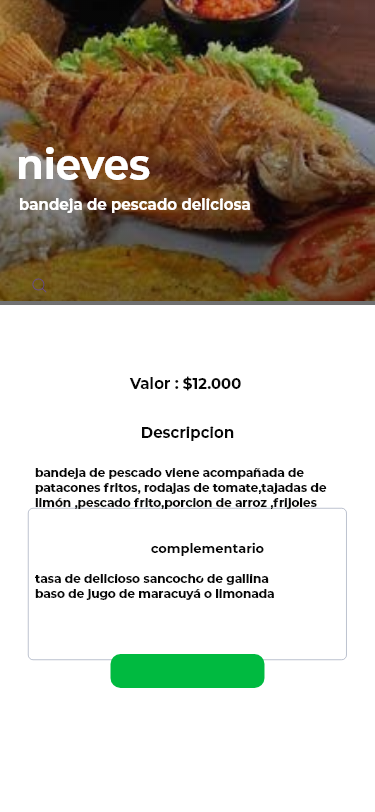 nieves
bandeja de pescado deliciosa
Valor : $12.000
Descripcion
bandeja de pescado viene acompañada de
patacones fritos, rodajas de tomate,tajadas de
limón ,pescado frito,porcion de arroz ,frijoles
complementario
tasa de delicioso sancocho de gallina
baso de jugo de maracuyá o limonada